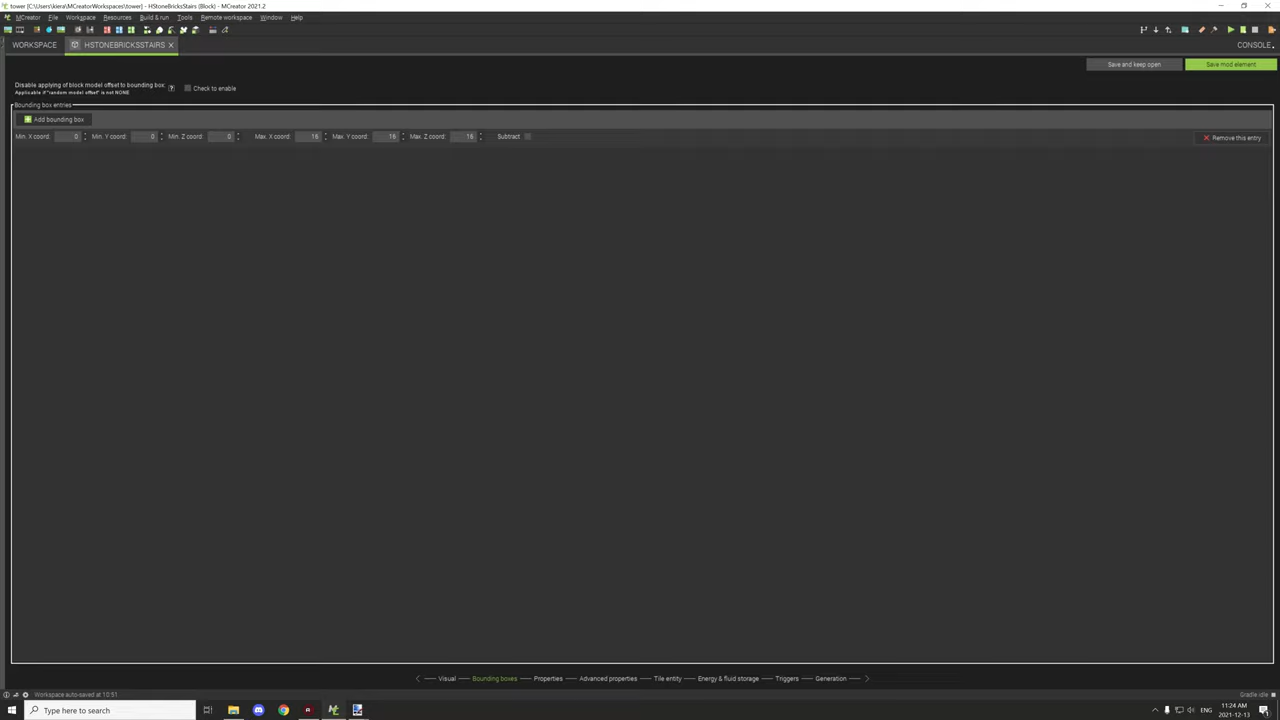 tower [C:\Users\kiera\MCreatorWorkspaces\tower] - HStoneBricksStairs (Block) - MCreator 2021.2
MCreator File Workspace Resources Build & run Tools Remote workspace Window Help
WORKSPACE HSTONEBRICKSSTAIRS CONSOLE
Save and keep open Save mod element
Disable applying of block model offset to bounding box: ? Check to enable
Applicable if "random model offset" is not NONE
Bounding box entries
Add bounding box
Min. X coord: 0 Min. Y coord: 0 Min. Z coord: 0 Max. X coord: 16 Max. Y coord: 16 Max. Z coord: 16 Subtract Remove this entry
Visual Bounding boxes Properties Advanced properties Tile entity Energy & fluid storage Triggers Generation
Workspace auto-saved at 10:51 Gradle idle
Type here to search ENG 11:24 AM
2021-12-13